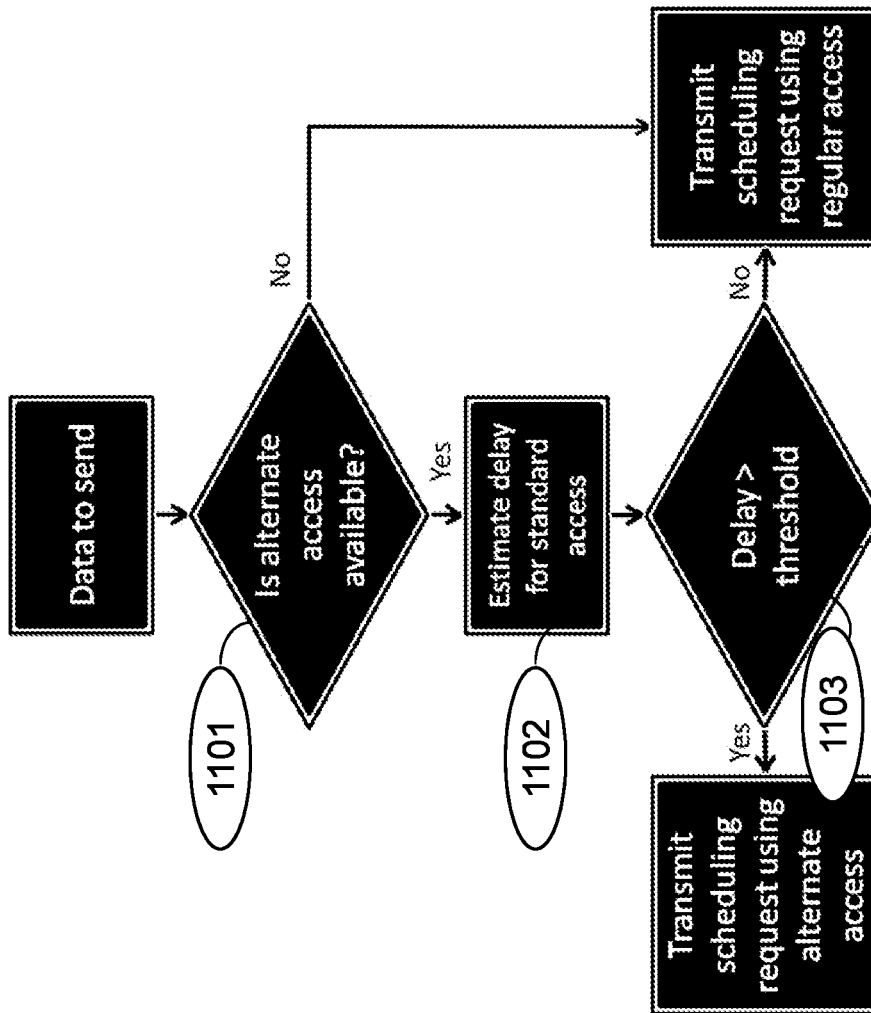 Data to send
Is alternate
access
available?
No
1101
Yes
Estimate delay
for standard
access
1102
Delay >
threshold
1103
Yes
No
Transmit
scheduling
request using
alternate
access
Transmit
scheduling
request using
regular access